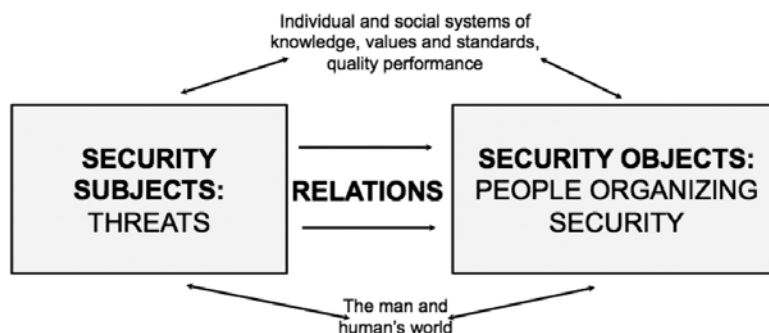 Individual and social systems of
knowledge, values and standards,
quality performance
SECURITY
SUBJECTS:
THREATS
RELATIONS
SECURITY OBJECTS:
PEOPLE ORGANIZING
SECURITY
The man and
human's world